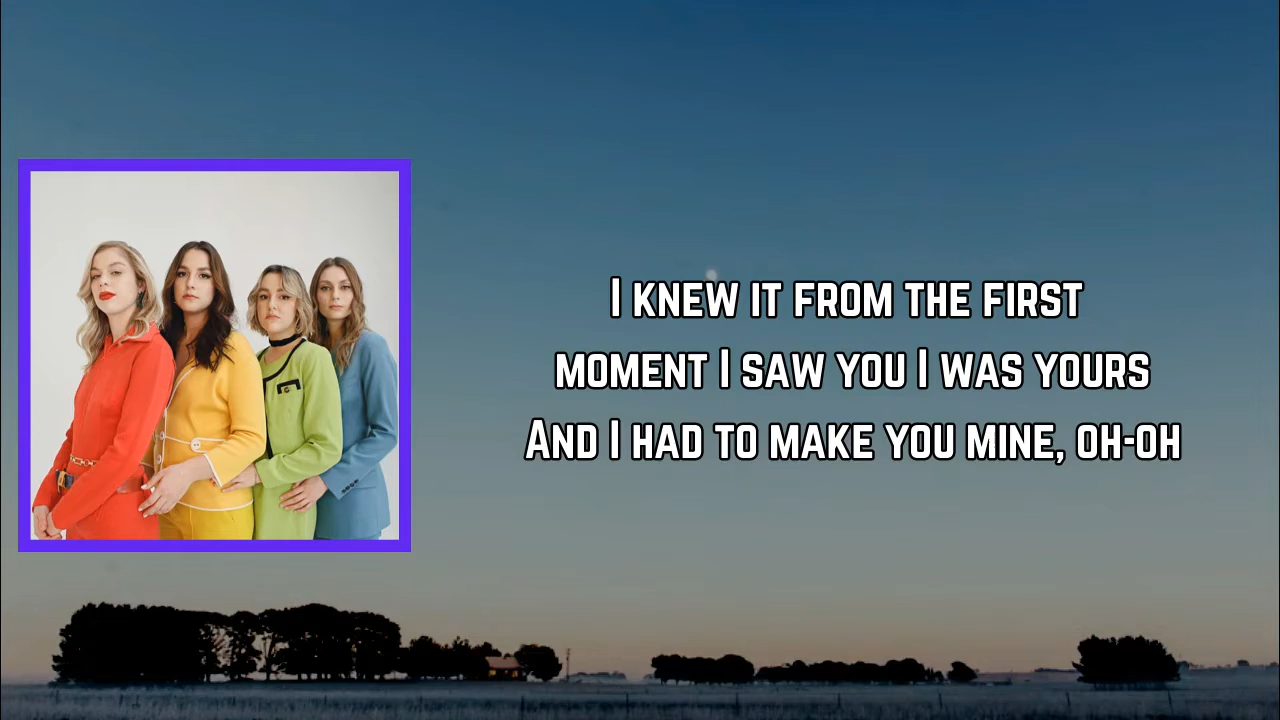 I KNEW IT FROM THE FIRST
MOMENT I SAW YOU I WAS YOURS
AND I HAD TO MAKE YOU MINE, OH-OH